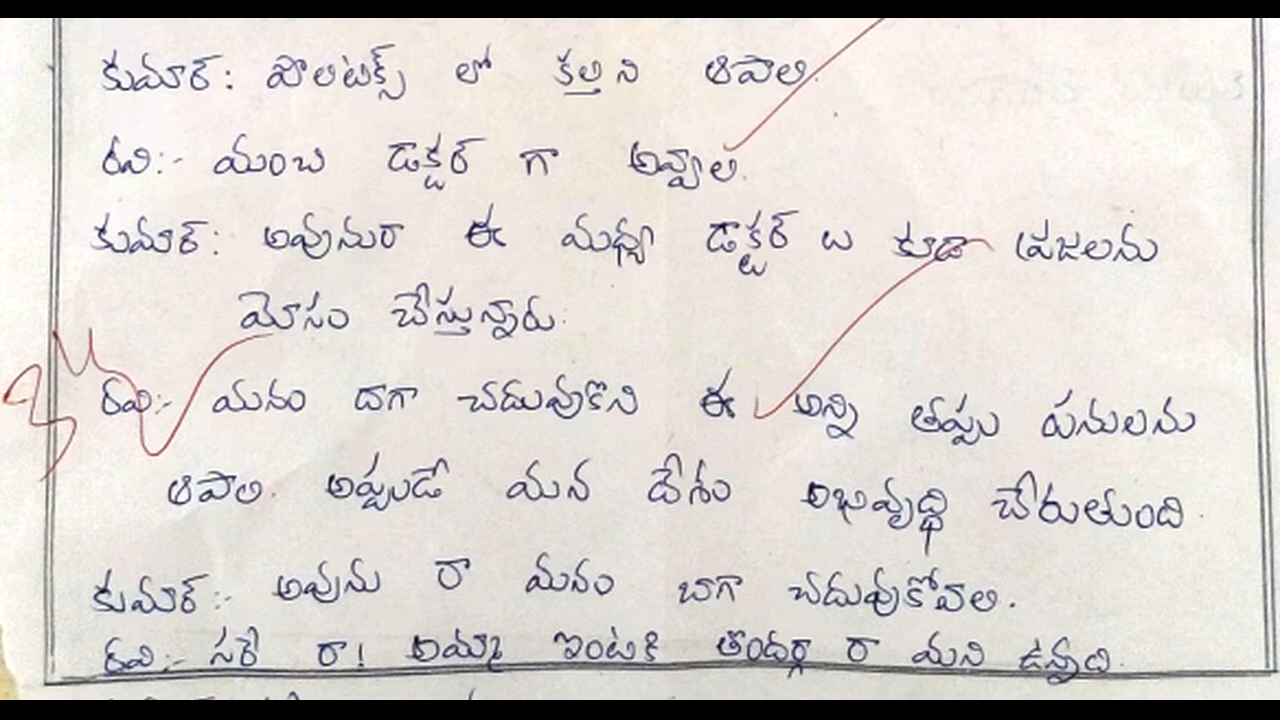 కుమార్: పొలిటిక్స్ లో కల్తీని ఆపాలి.
రవి:- మంచి డాక్టర్ గా అవ్వాలి.
కుమార్: అవునురా ఈ మధ్య డాక్టర్ లు కూడా ప్రజలను
మోసం చేస్తున్నారు.
రవి:- మనం బాగా చదువుకొని ఈ అన్ని తప్పు పనులను
ఆపాలి. అప్పుడే మన దేశం అభివృద్ధి చేరుతుంది.
కుమార్:- అవును రా మనం బాగా చదువుకోవాలి.
రవి:- సరే రా! అమ్మ ఇంటికి తొందర్గ రా మని ఉన్నది.